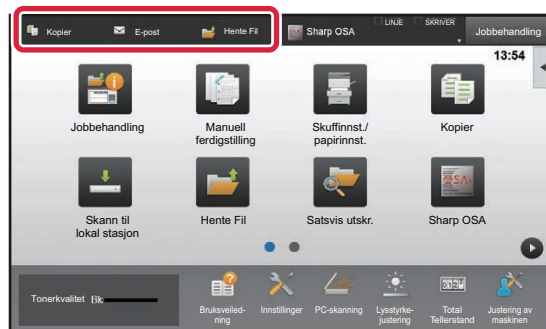 Kopier E-post Hente Fil Sharp OSA LINJE SKRIVER Jobbehandling
13:54
Jobbehandling
Manuell
ferdigstilling
Skuffinnst./
papirinnst.
Kopier
Skann til
lokal stasjon
Hente Fil
Satsvis utskr.
Sharp OSA
Tonerkvalitet Bk
Bruksveiled-
ning
Innstillinger
PC-skanning
Lysstyrke-
justering
Total
Tellerstand
Justering av
maskinen